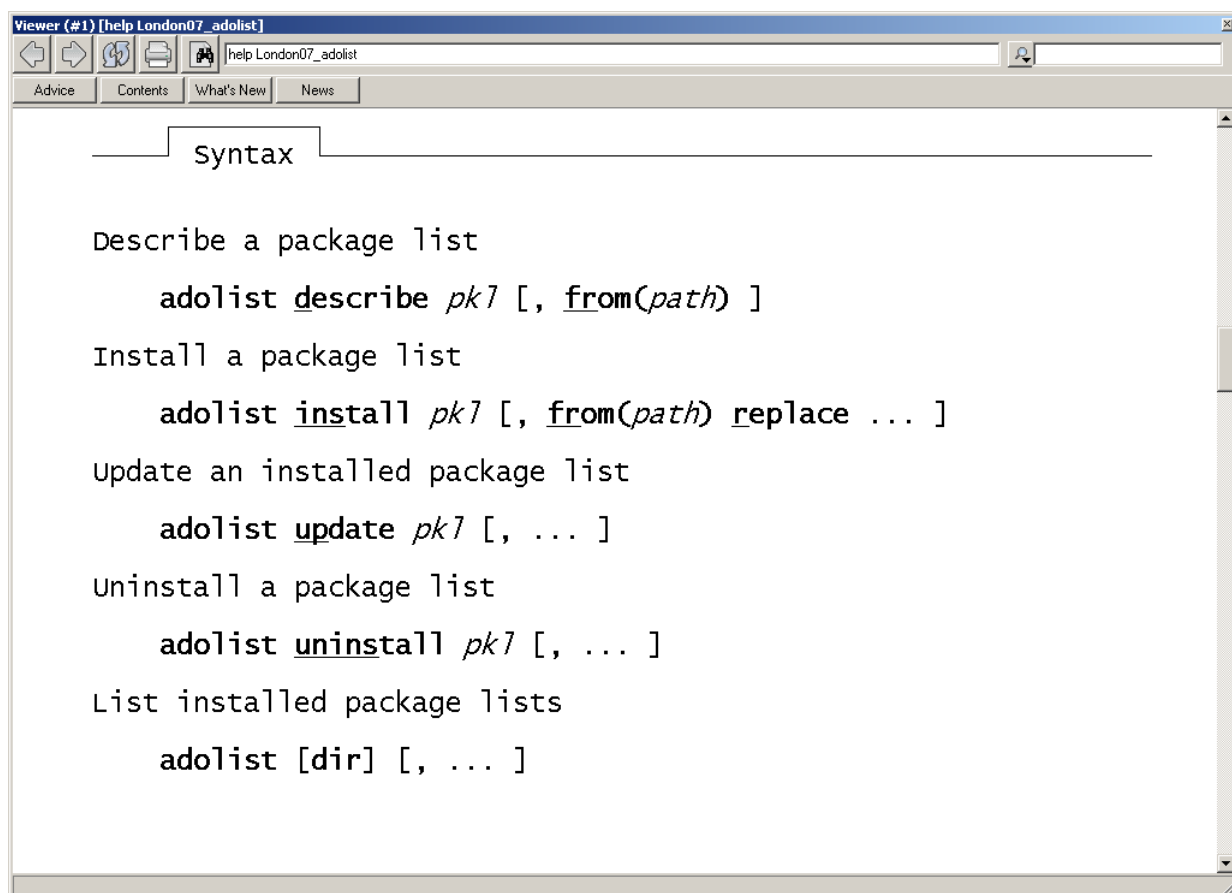 Viewer (#1) [help London07_adolist]
help London07_adolist
Advice Contents What's New News
Syntax
Describe a package list
adolist describe pkl [, from(path) ]
Install a package list
adolist install pkl [, from(path) replace ... ]
Update an installed package list
adolist update pkl [, ... ]
Uninstall a package list
adolist uninstall pkl [, ... ]
List installed package lists
adolist [dir] [, ... ]